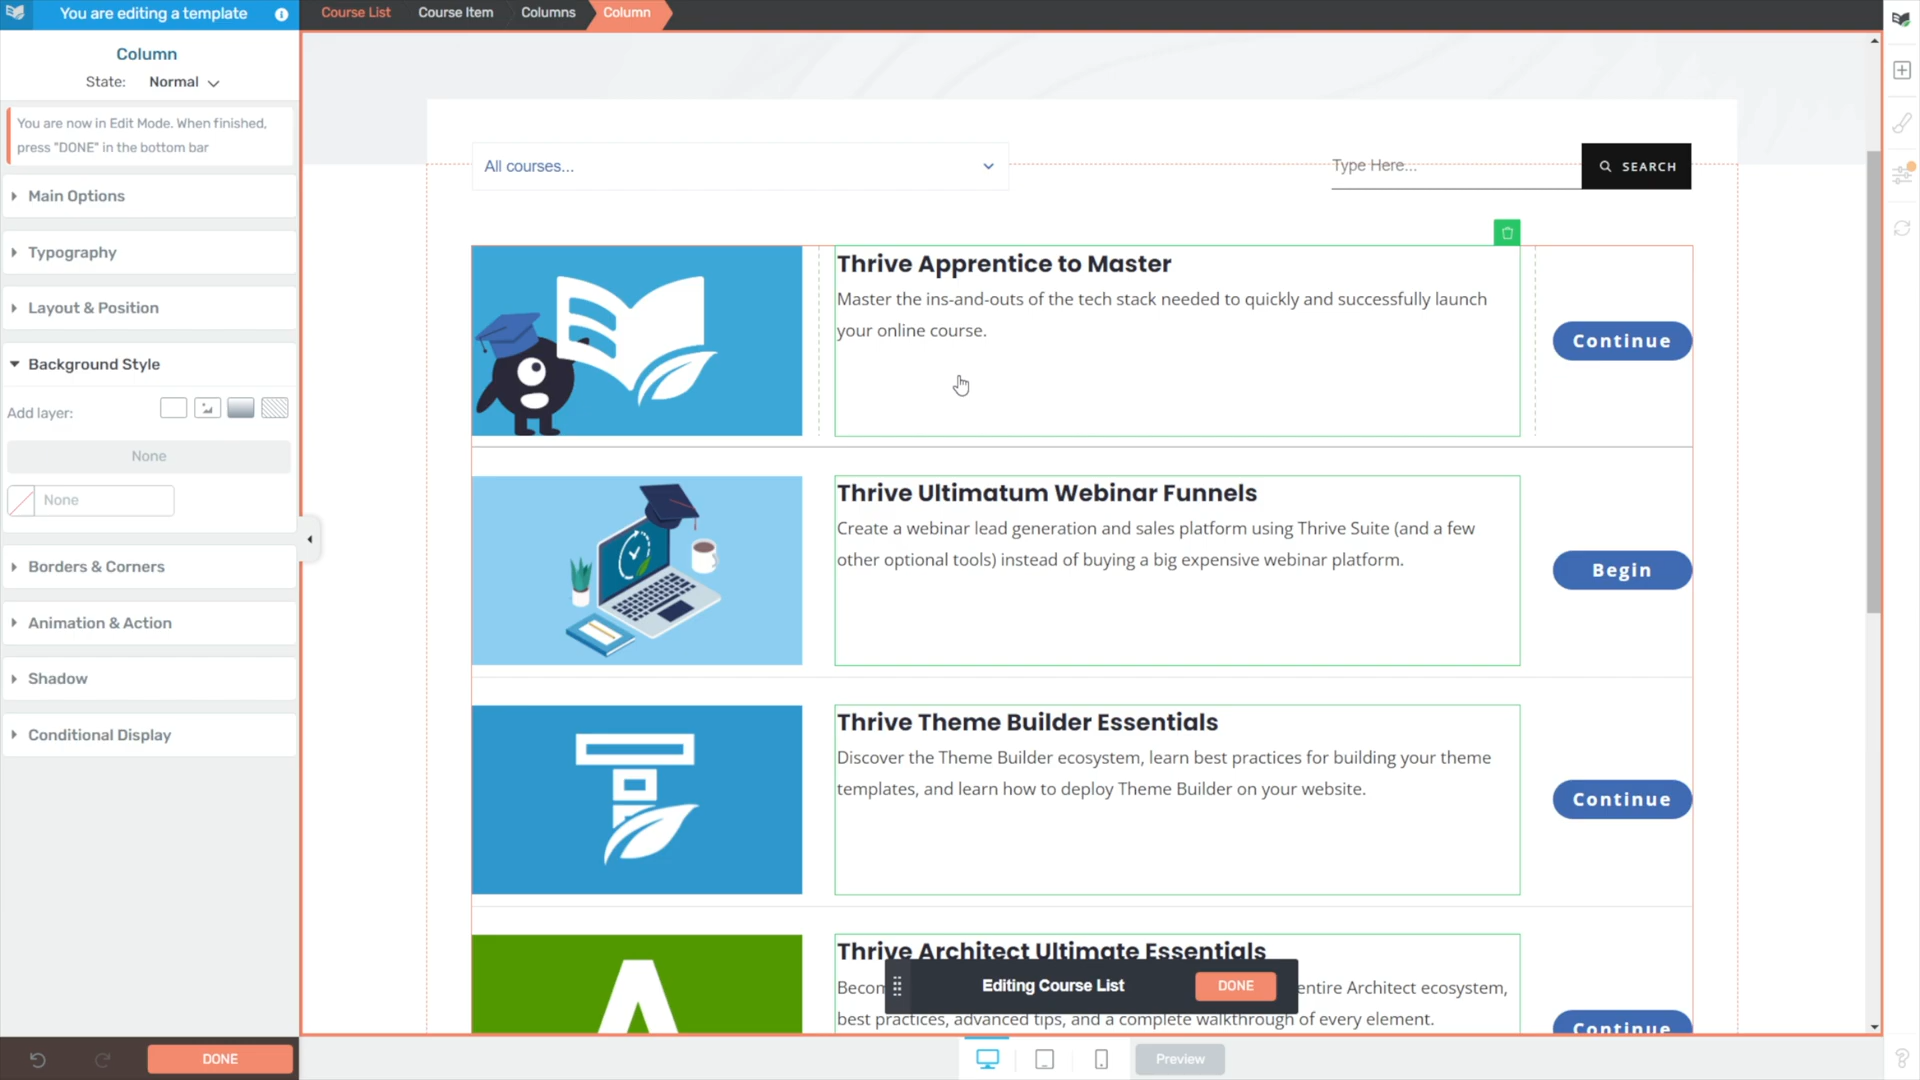 You are editing a template
Course List
Course Item
Columns
Column
Column
State: Normal
You are now in Edit Mode. When finished,
press "DONE" in the bottom bar
Main Options
Typography
Layout & Position
Background Style
Add layer:
None
None
Borders & Corners
Animation & Action
Shadow
Conditional Display
DONE
All courses...
Type Here...
SEARCH
Thrive Apprentice to Master
Master the ins-and-outs of the tech stack needed to quickly and successfully launch
your online course.
Continue
Thrive Ultimatum Webinar Funnels
Create a webinar lead generation and sales platform using Thrive Suite (and a few
other optional tools) instead of buying a big expensive webinar platform.
Begin
Thrive Theme Builder Essentials
Discover the Theme Builder ecosystem, learn best practices for building your theme
templates, and learn how to deploy Theme Builder on your website.
Continue
Thrive Architect Ultimate Essentials
entire Architect ecosystem,
best practices, advanced tips, and a complete walkthrough of every element.
Continue
Editing Course List
DONE
Preview